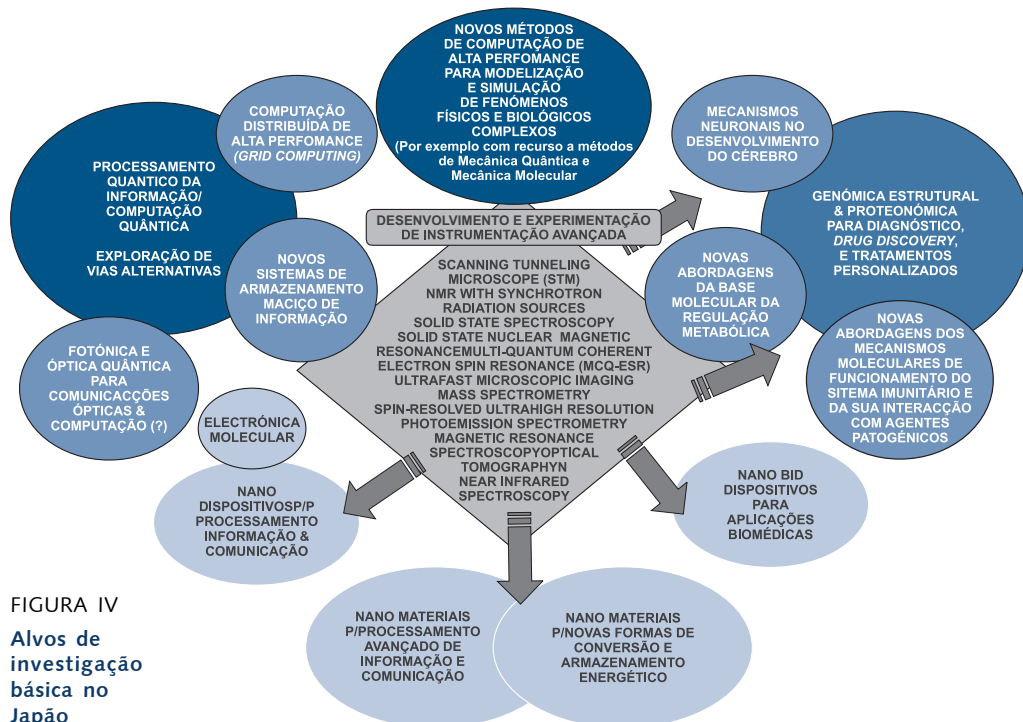 NOVOS MÉTODOS
DE COMPUTAÇÃO DE
ALTA PERFOMANCE
PARA MODELIZAÇÃO
E SIMULAÇÃO
DE FENÓMENOS
FÍSICOS E BIOLÓGICOS
COMPLEXOS
(Por exemplo com recurso a métodos
de Mecânica Quântica e
Mecânica Molecular
COMPUTAÇÃO
DISTRIBUÍDA DE
ALTA PERFOMANCE
(GRID COMPUTING)
MECANISMOS
NEURONAIS NO
DESENVOLVIMENTO
DO CÉREBRO
PROCESSAMENTO
QUANTICO DA
INFORMAÇÃO/
COMPUTAÇÃO
QUÂNTICA
EXPLORAÇÃO DE
VIAS ALTERNATIVAS
GENÓMICA ESTRUTURAL
& PROTEONÓMICA
PARA DIAGNÓSTICO,
DRUG DISCOVERY,
E TRATAMENTOS
PERSONALIZADOS
DESENVOLVIMENTO E EXPERIMENTAÇÃO
DE INSTRUMENTAÇÃO AVANÇADA
NOVOS
SISTEMAS DE
ARMAZENAMENTO
MACIÇO DE
INFORMAÇÃO
SCANNING TUNNELING
MICROSCOPE (STM)
NMR WITH SYNCHROTRON
RADIATION SOURCES
SOLID STATE SPECTROSCOPY
SOLID STATE NUCLEAR MAGNETIC
RESONANCEMULTI-QUANTUM COHERENT
ELECTRON SPIN RESONANCE (MCQ-ESR)
ULTRAFAST MICROSCOPIC IMAGING
MASS SPECTROMETRY
SPIN-RESOLVED ULTRAHIGH RESOLUTION
PHOTOEMISSION SPECTROMETRY
MAGNETIC RESONANCE
SPECTROSCOPYOPTICAL
TOMOGRAPHYN
NEAR INFRARED
SPECTROSCOPY
NOVAS
ABORDAGENS
DA BASE
MOLECULAR DA
REGULAÇÃO
METABÓLICA
NOVAS
ABORDAGENS DOS
MECANISMOS
MOLECULARES DE
FUNCIONAMENTO DO
SITEMA IMUNITÁRIO E
DA SUA INTERACÇÃO
COM AGENTES
PATOGÉNICOS
FOTÓNICA E
ÓPTICA QUÂNTICA
PARA
COMUNICACÇÕES
ÓPTICAS &
COMPUTAÇÃO (?)
ELECTRÓNICA
MOLECULAR
NANO
DISPOSITIVOSP/P
PROCESSAMENTO
INFORMAÇÃO &
COMUNICAÇÃO
NANO BID
DISPOSITIVOS
PARA
APLICAÇÕES
BIOMÉDICAS
NANO MATERIAIS
P/PROCESSAMENTO
AVANÇADO DE
INFORMAÇÃO E
COMUNICAÇÃO
NANO MATERIAIS
P/NOVAS FORMAS DE
CONVERSÃO E
ARMAZENAMENTO
ENERGÉTICO
FIGURA IV
Alvos de
investigação
básica no
Japão